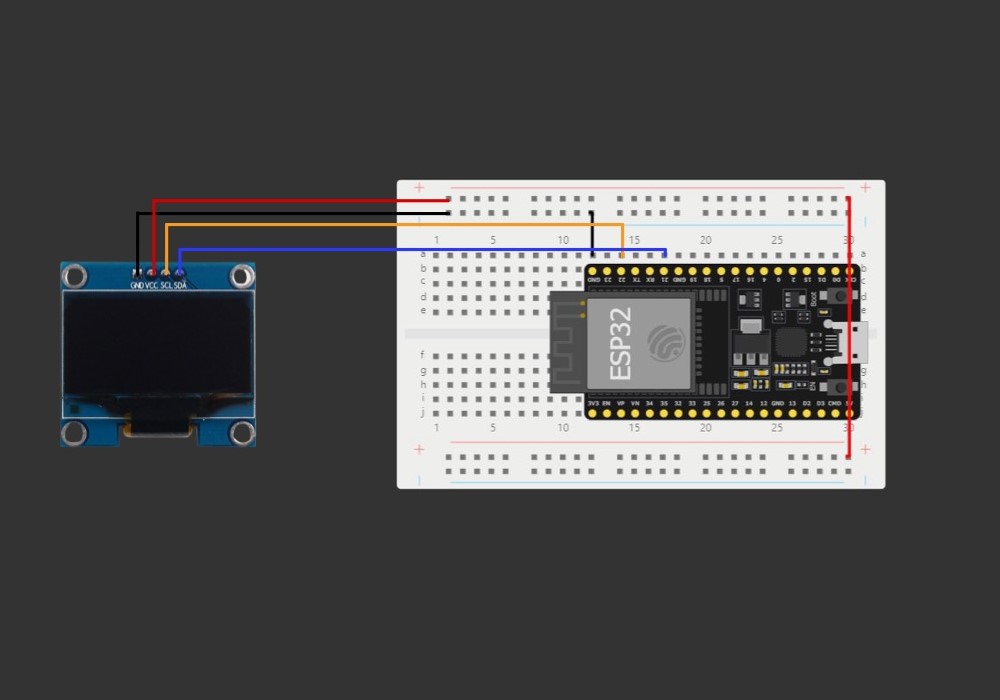 + +
1 5 10 15 20 25 30
a a
b b
c c
d d
e e
GND 23 22 TX RX 21 GND 19 18 5 17 16 4 0 2 15 D1 D0 CLK
Boot
GND VCC SCL SDA
ESP32
EN
f
g g
h h
i i
j j
3V3 EN VP VN 34 35 32 33 25 26 27 14 12 GND 13 D2 D3 CMD 5V
1 5 10 15 20 25 30
+ +